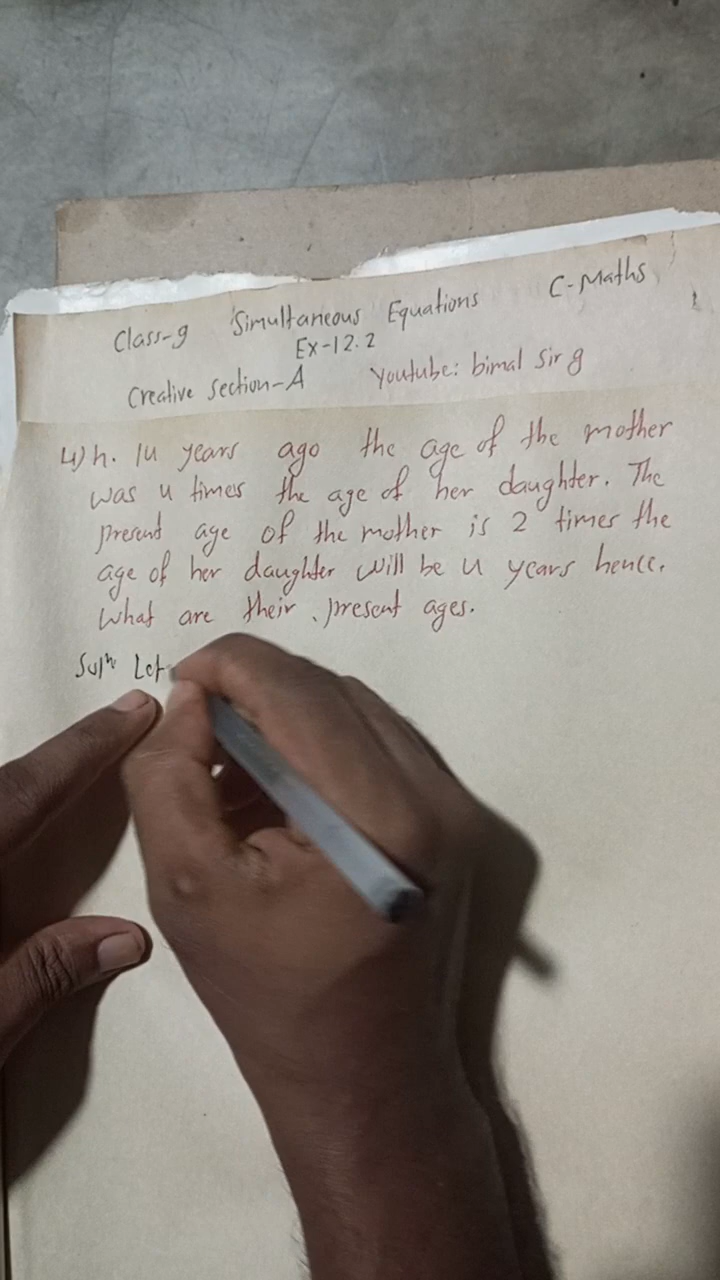 Class-9 Simultaneous Equations C-Maths
Ex-12.2
Creative Section-A Youtube: bimal Sir 9
4)h. 14 years ago the age of the mother
was 4 times the age of her daughter. The
present age of the mother is 2 times the
age of her daughter will be 4 years hence.
What are their present ages.
Solⁿ Let